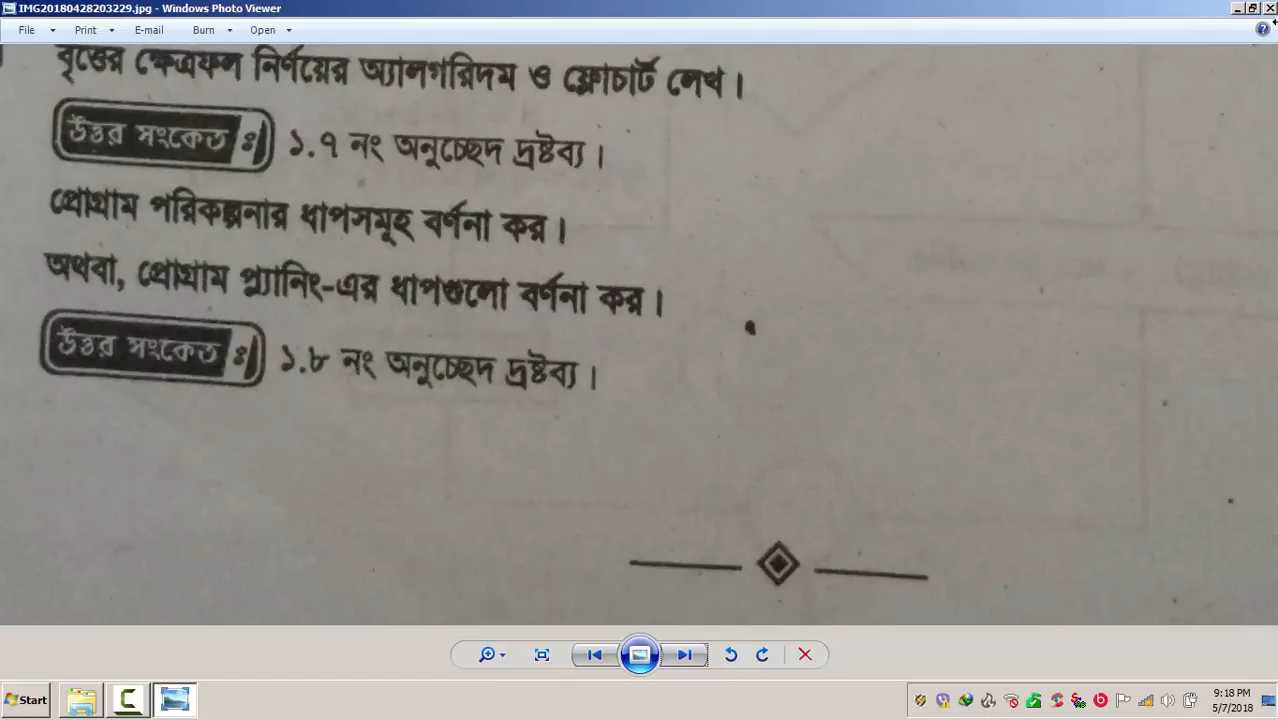 IMG20180428203229.jpg - Windows Photo Viewer
File Print E-mail Burn Open
বৃত্তের ক্ষেত্রফল নির্ণয়ের অ্যালগরিদম ও ফ্লোচার্ট লেখ।
উত্তর সংকেত ঃ ১.৭ নং অনুচ্ছেদ দ্রষ্টব্য।
প্রোগ্রাম পরিকল্পনার ধাপসমূহ বর্ণনা কর।
অথবা, প্রোগ্রাম প্ল্যানিং-এর ধাপগুলো বর্ণনা কর।
উত্তর সংকেত ঃ ১.৮ নং অনুচ্ছেদ দ্রষ্টব্য।
Start
9:18 PM
5/7/2018